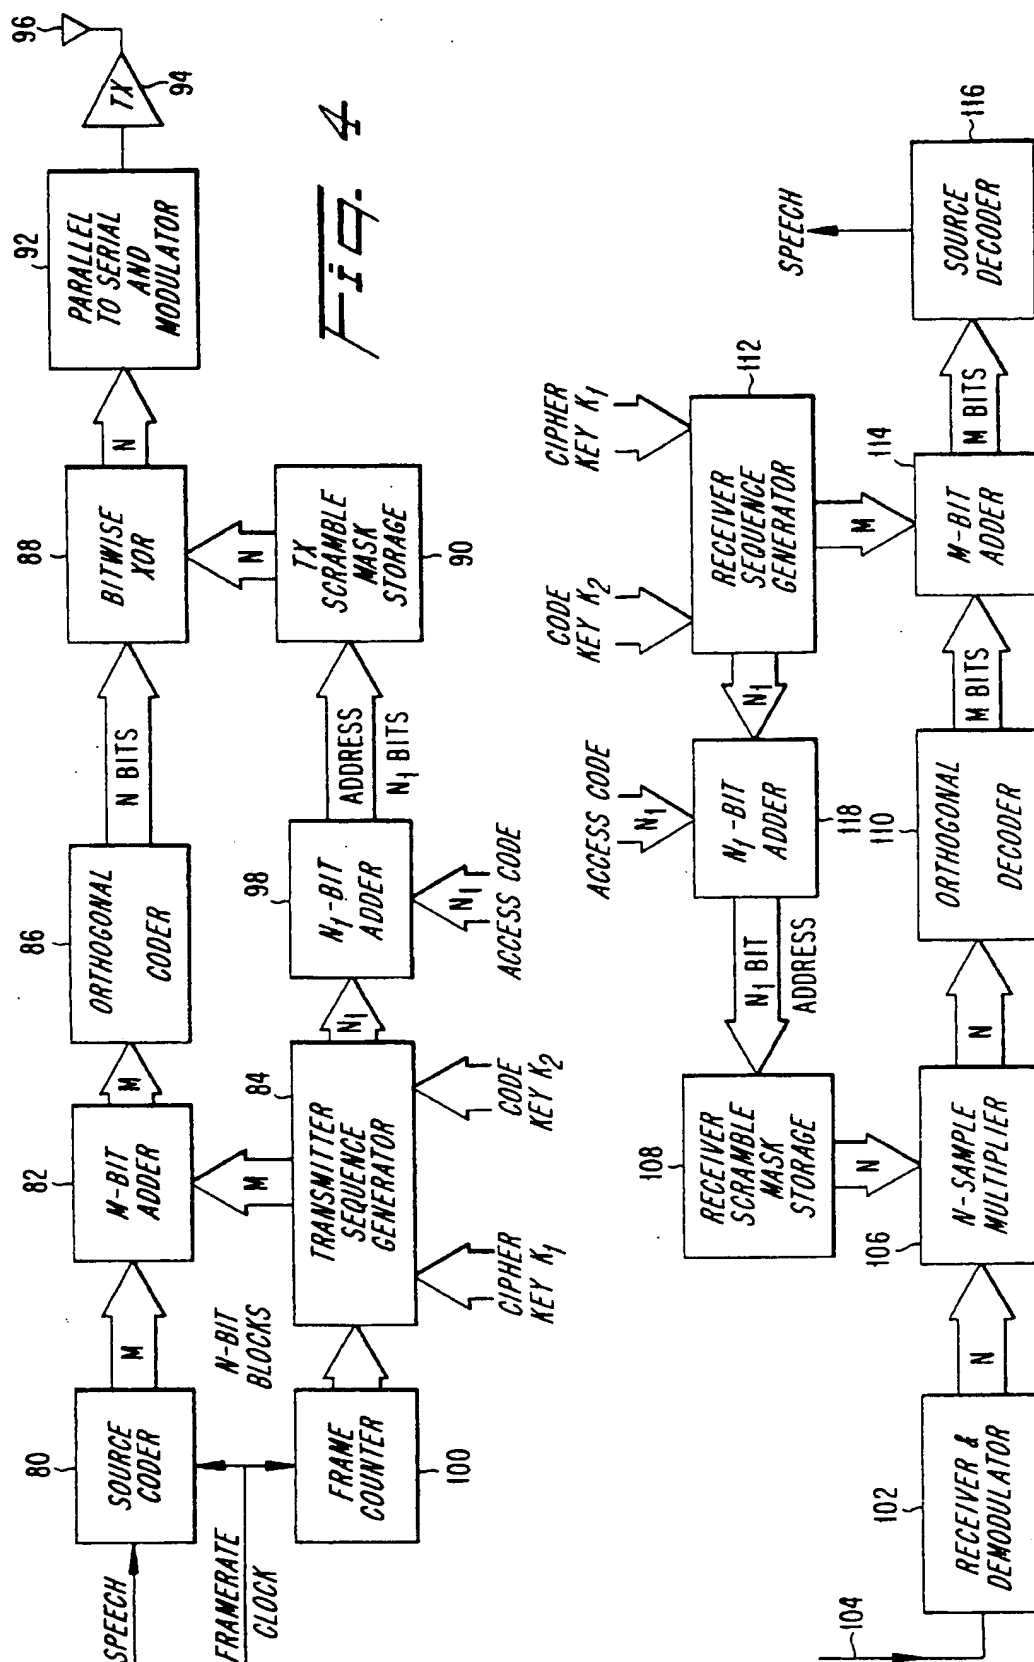 SPEECH
80
SOURCE
CODER
M
82
M-BIT
ADDER
M
86
ORTHOGONAL
CODER
N BITS
88
BITWISE
XOR
N
92
PARALLEL
TO SERIAL
AND
MODULATOR
TX
94
96
FRAMERATE
CLOCK
FRAME
COUNTER
100
N-BIT
BLOCKS
84
TRANSMITTER
SEQUENCE
GENERATOR
M
CIPHER
KEY K1
CODE
KEY K2
N1
98
N1-BIT
ADDER
N1
ACCESS CODE
ADDRESS
N1 BITS
TX
SCRAMBLE
MASK
STORAGE
90
N
Fig. 4
104
102
RECEIVER &
DEMODULATOR
N
106
N-SAMPLE
MULTIPLIER
N
108
RECEIVER
SCRAMBLE
MASK
STORAGE
N
N1 BIT
ADDRESS
ACCESS CODE
N1
N1-BIT
ADDER
118
N1
CODE
KEY K2
CIPHER
KEY K1
RECEIVER
SEQUENCE
GENERATOR
112
M
110
ORTHOGONAL
DECODER
M BITS
114
M-BIT
ADDER
M BITS
SPEECH
SOURCE
DECODER
116